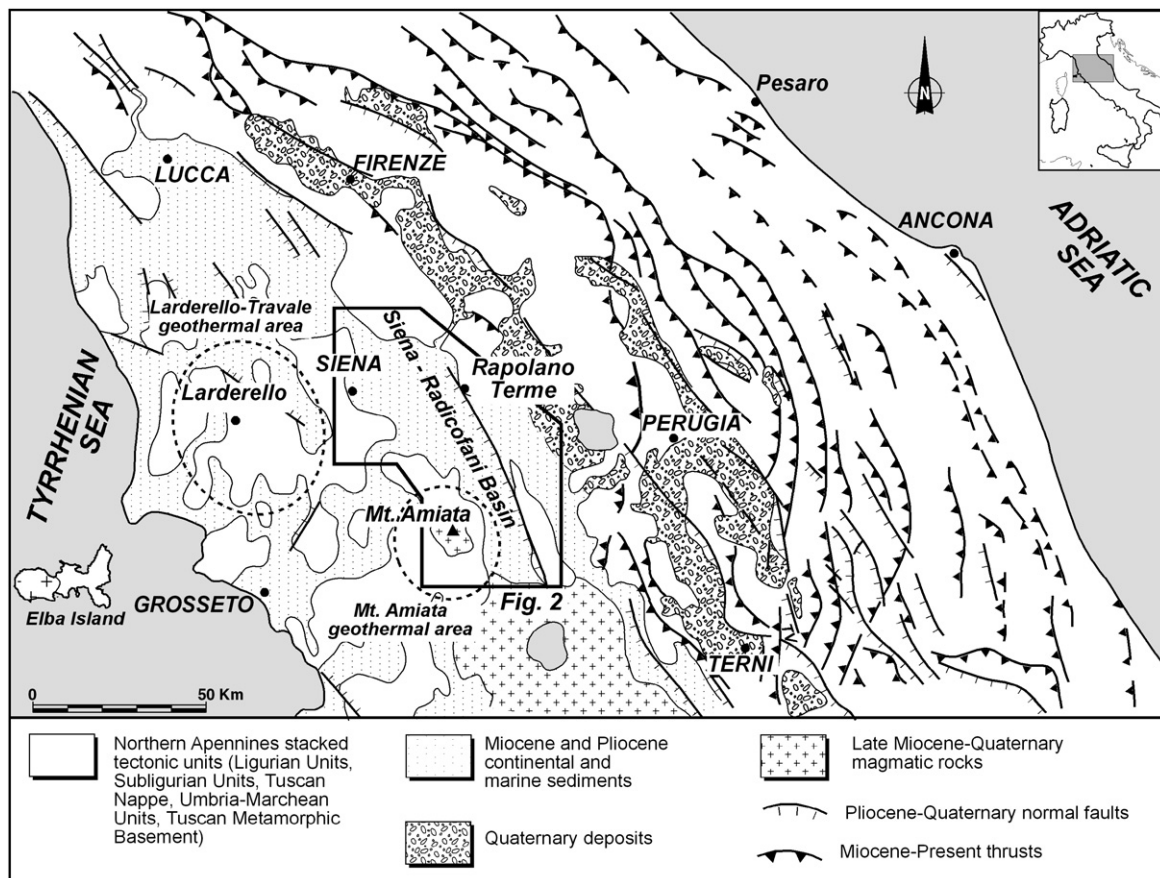 Pesaro
N
LUCCA
FIRENZE
ANCONA
ADRIATIC
SEA
Larderello-Travale
geothermal area
SIENA
Larderello
Siena - Radicofani Basin
Rapolano
Terme
PERUGIA
TYRRHENIAN
SEA
Mt. Amiata
Elba Island
GROSSETO
Mt. Amiata
geothermal area
Fig. 2
TERNI
0
50 Km
Northern Apennines stacked
tectonic units (Ligurian Units,
Subligurian Units, Tuscan
Nappe, Umbria-Marchean
Units, Tuscan Metamorphic
Basement)
Miocene and Pliocene
continental and
marine sediments
Quaternary deposits
Late Miocene-Quaternary
magmatic rocks
Pliocene-Quaternary normal faults
Miocene-Present thrusts